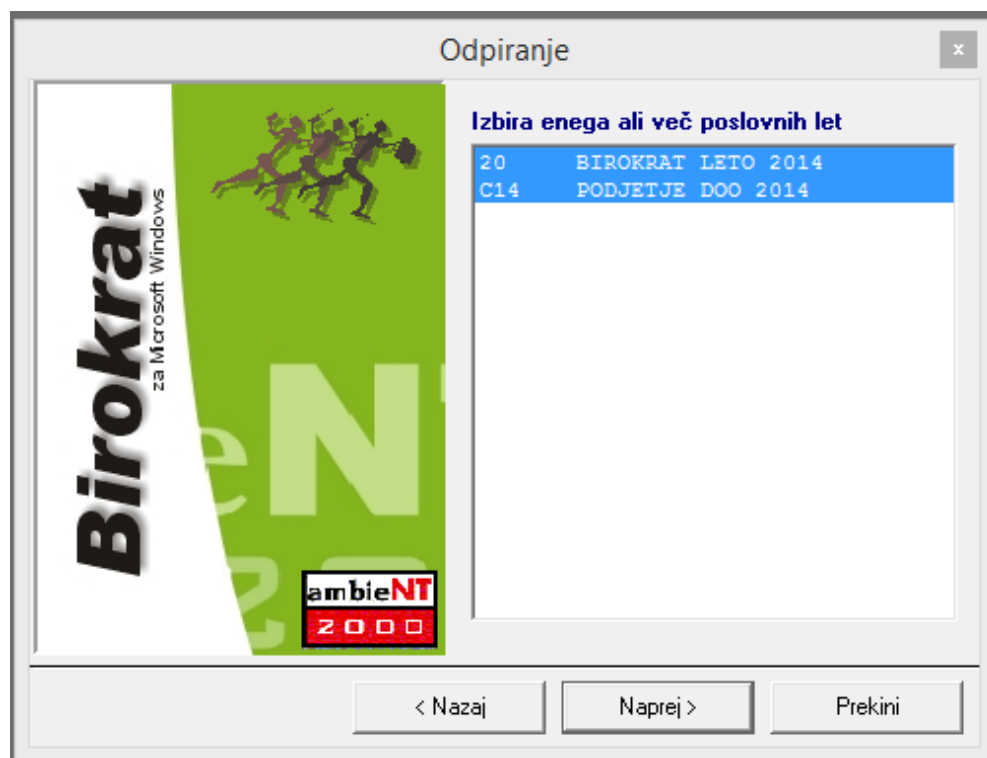 Odpiranje
x
Birokrat
za Microsoft Windows
eN
ambieNT
2000
Izbira enega ali več poslovnih let
20 BIROKRAT LETO 2014
C14 PODJETJE DOO 2014
< Nazaj
Naprej >
Prekini